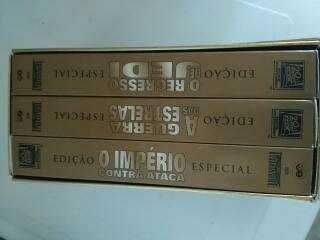 EDIÇÃO O REGRESSO DE JEDI ESPECIAL
EDIÇÃO A GUERRA DAS ESTRELAS ESPECIAL
EDIÇÃO O IMPÉRIO CONTRA ATACA ESPECIAL